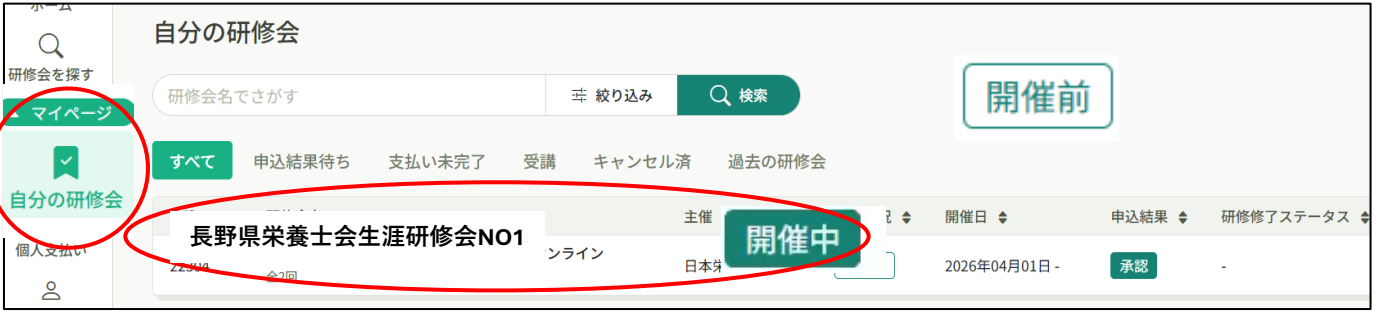 ホーム
研修会を探す
マイページ
自分の研修会
個人支払い
自分の研修会
研修会名でさがす
絞り込み
検索
開催前
すべて
申込結果待ち
支払い未完了
受講
キャンセル済
過去の研修会
主催
開催日
申込結果
研修修了ステータス
長野県栄養士会生涯研修会NO1
ンライン
全2回
日本栄
開催中
2026年04月01日 -
承認
-